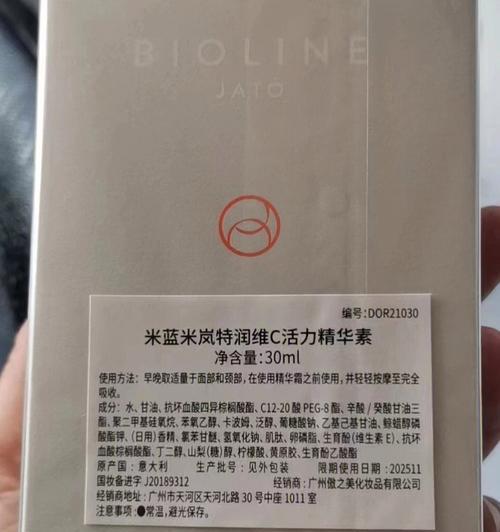 BIOLINE
JATÒ
编号:DOR21030
米蓝米岚特润维C活力精华素
净含量:30ml
使用方法：早晚取适量于面部和颈部,在使用精华霜之前使用,并轻轻按摩至完全
吸收。
成分：水、甘油、抗坏血酸四异棕榈酸酯、C12-20 酸 PEG-8 酯、辛酸 / 癸酸甘油三
酯、聚二甲基硅氧烷、苯氧乙醇、卡波姆、泛醇、葡糖酸钠、乙基己基甘油、鲸蜡醇磷
酸酯钾、(日用)香精、氯苯甘醚、氢氧化钠、肌肽、卵磷脂、生育酚(维生素 E)、抗坏
血酸棕榈酸酯、丁二醇、山梨(糖)醇、柠檬酸、黄原胶、生育酚乙酸酯
原产国：意大利 生产批号：见外包装 限期使用日期：202511
国妆备进字 J20189312 经销商：广州傲之美化妆品有限公司
经销商地址：广州市天河区天河北路 30 号中座 1011 室
注意事项：●常温，避光保存。